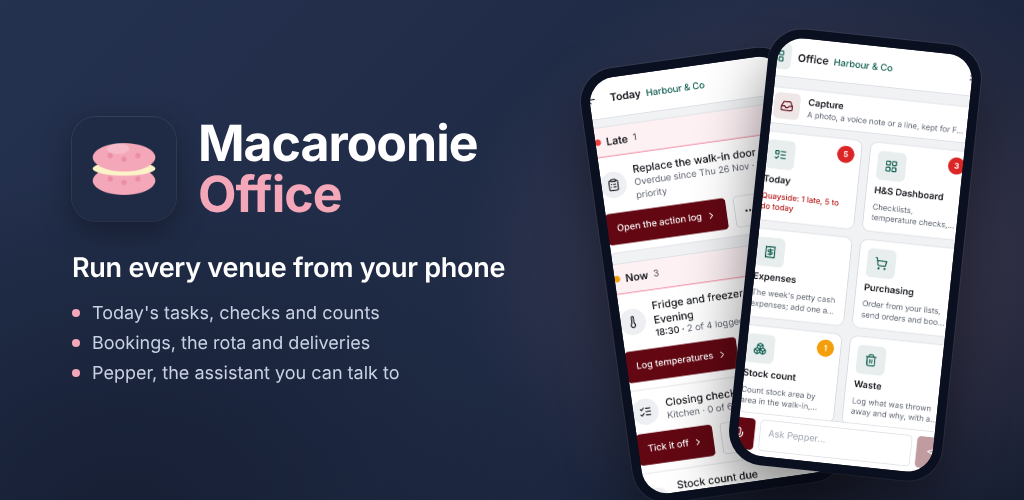 Macaroonie
Office
Run every venue from your phone
Today's tasks, checks and counts
Bookings, the rota and deliveries
Pepper, the assistant you can talk to
Today Harbour & Co
Late 1
Replace the walk-in door
Overdue since Thu 26 Nov ·
priority
Open the action log
Now 3
Fridge and freezer
Evening
18:30 · 2 of 4 logged
Log temperatures
Closing check
Kitchen · 0 of 6
Tick it off
Stock count due
Office Harbour & Co
Capture
A photo, a voice note or a line, kept for F...
5
Today
Quayside: 1 late, 5 to
do today
3
H&S Dashboard
Checklists,
temperature checks,...
Expenses
The week's petty cash
expenses; add one a...
Purchasing
Order from your lists,
send orders and boo...
1
Stock count
Count stock area by
area in the walk-in,...
Waste
Log what was thrown
away and why, with a...
Ask Pepper...